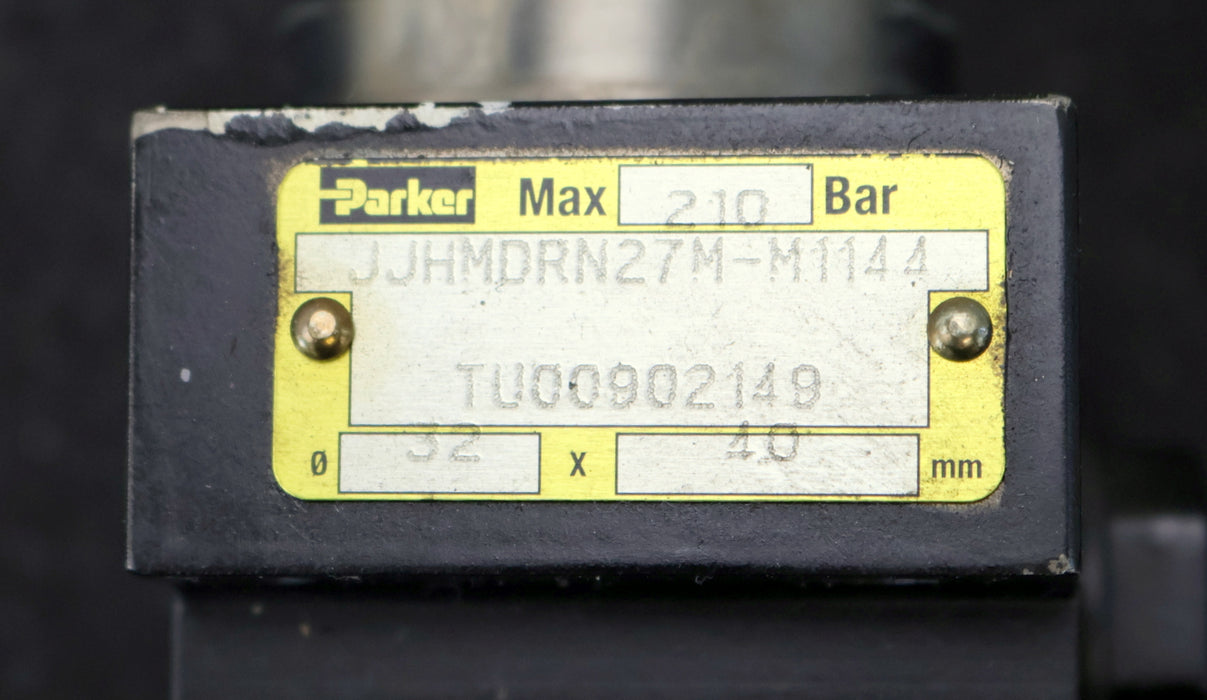 Parker Max 210 Bar
JJHMDRN27M-M1144
TU00902149
Ø 32 X 40 mm